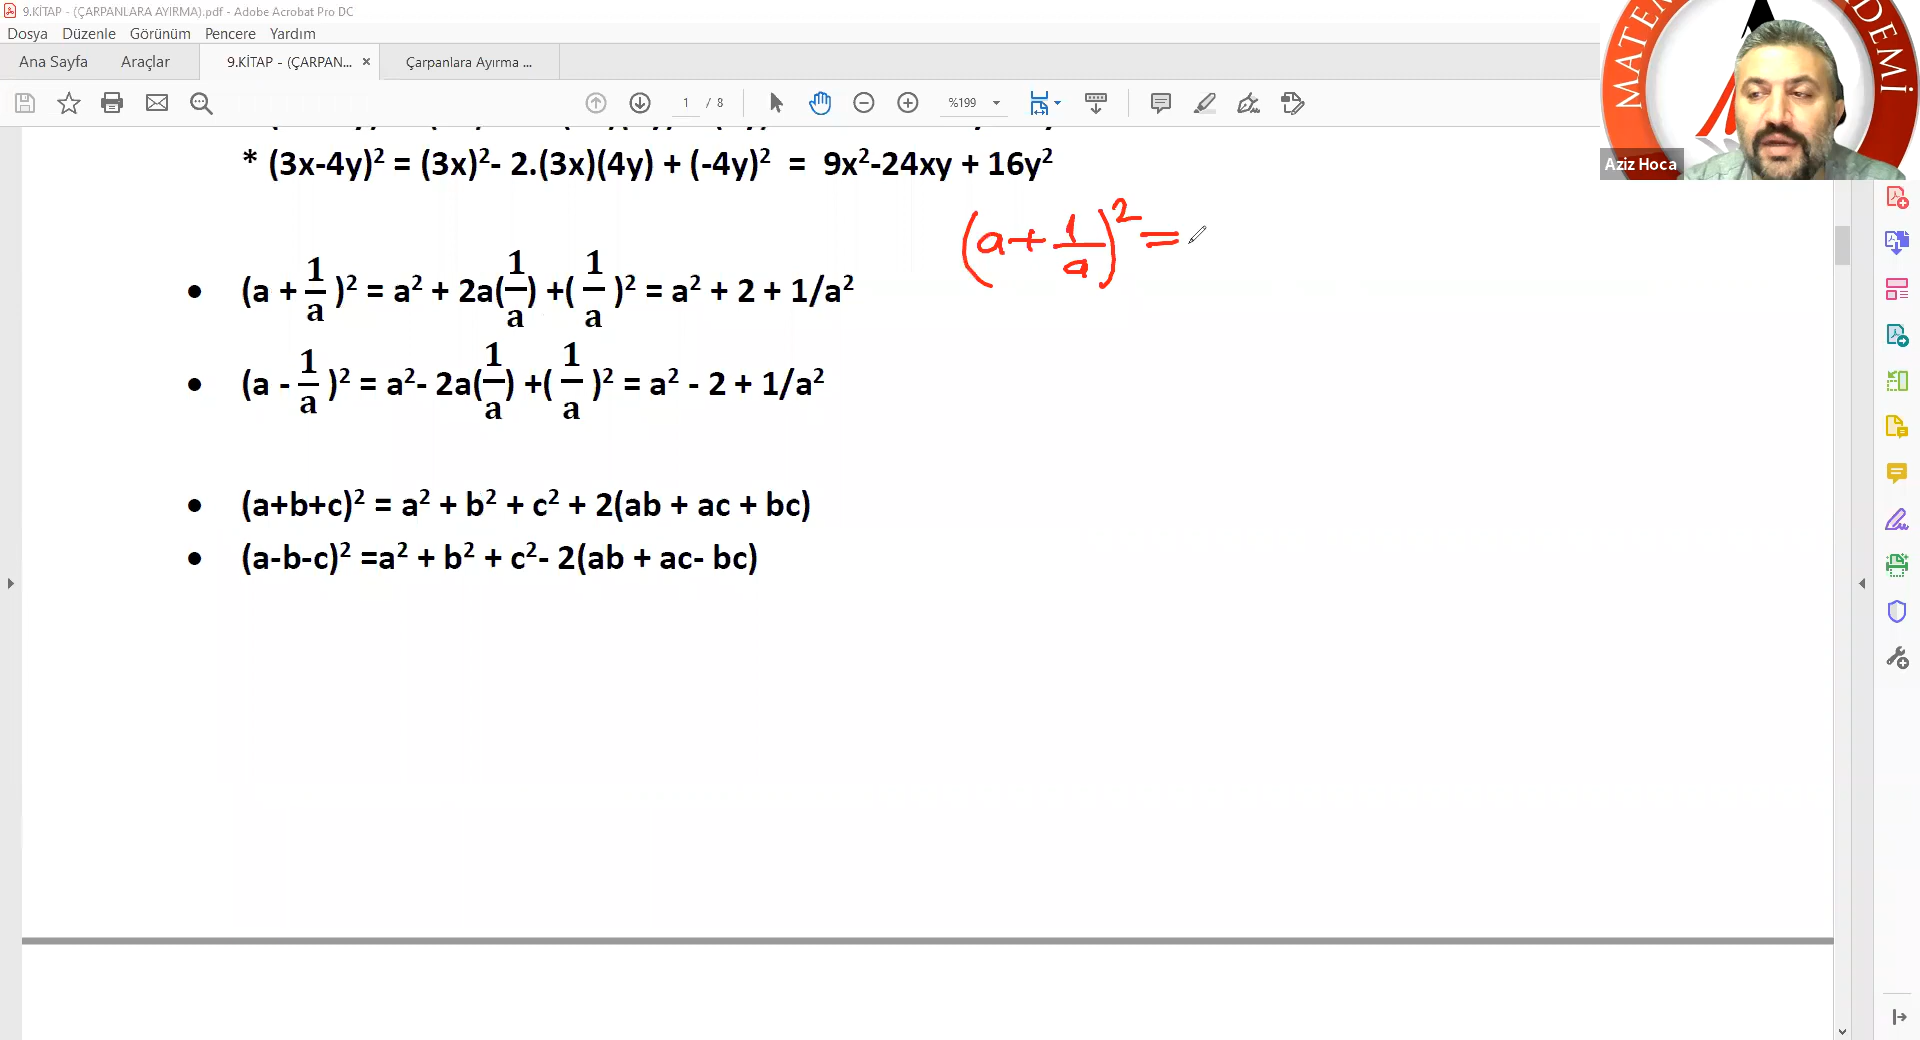 9.KİTAP - (ÇARPANLARA AYIRMA).pdf - Adobe Acrobat Pro DC
Dosya Düzenle Görünüm Pencere Yardım
Ana Sayfa Araçlar 9.KİTAP - (ÇARPAN... × Çarpanlara Ayırma ...
1 / 8 %199
Aziz Hoca
* (3x-4y)² = (3x)²- 2.(3x)(4y) + (-4y)² = 9x²-24xy + 16y²
(a+1/a)²=
• (a + 1/a )² = a² + 2a(1/a) +( 1/a )² = a² + 2 + 1/a²
• (a - 1/a )² = a²- 2a(1/a) +( 1/a )² = a² - 2 + 1/a²
• (a+b+c)² = a² + b² + c² + 2(ab + ac + bc)
• (a-b-c)² =a² + b² + c²- 2(ab + ac- bc)